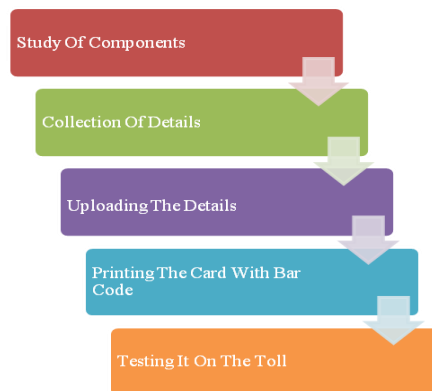 Study Of Components
Collection Of Details
Uploading The Details
Printing The Card With Bar
Code
Testing It On The Toll